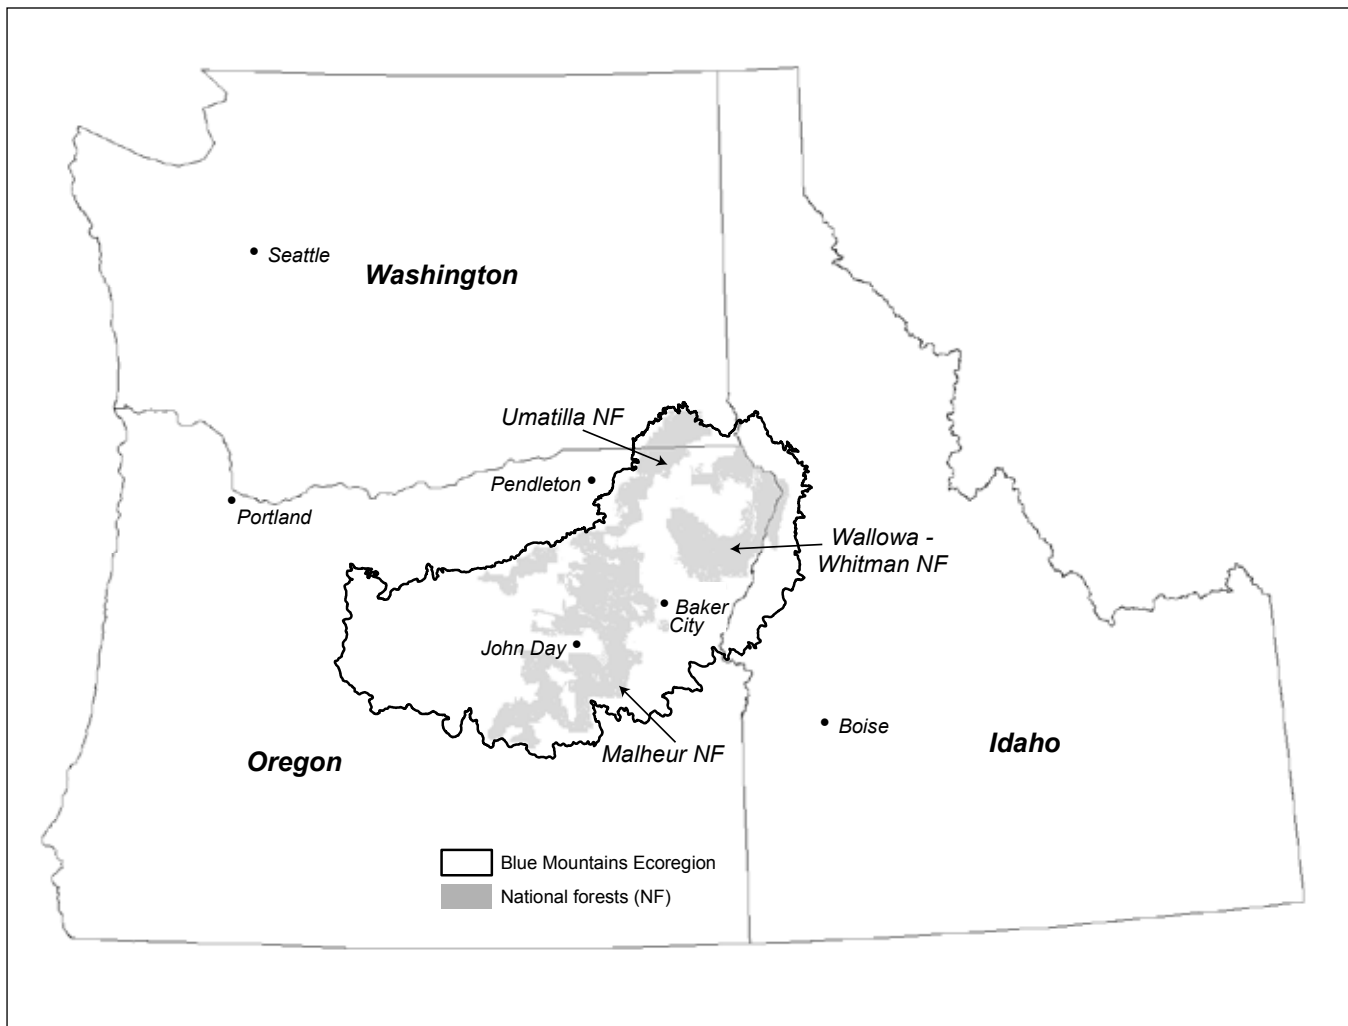 Seattle
Washington
Umatilla NF
Pendleton
Portland
Wallowa -
Whitman NF
Baker
City
John Day
Boise
Idaho
Malheur NF
Oregon
Blue Mountains Ecoregion
National forests (NF)